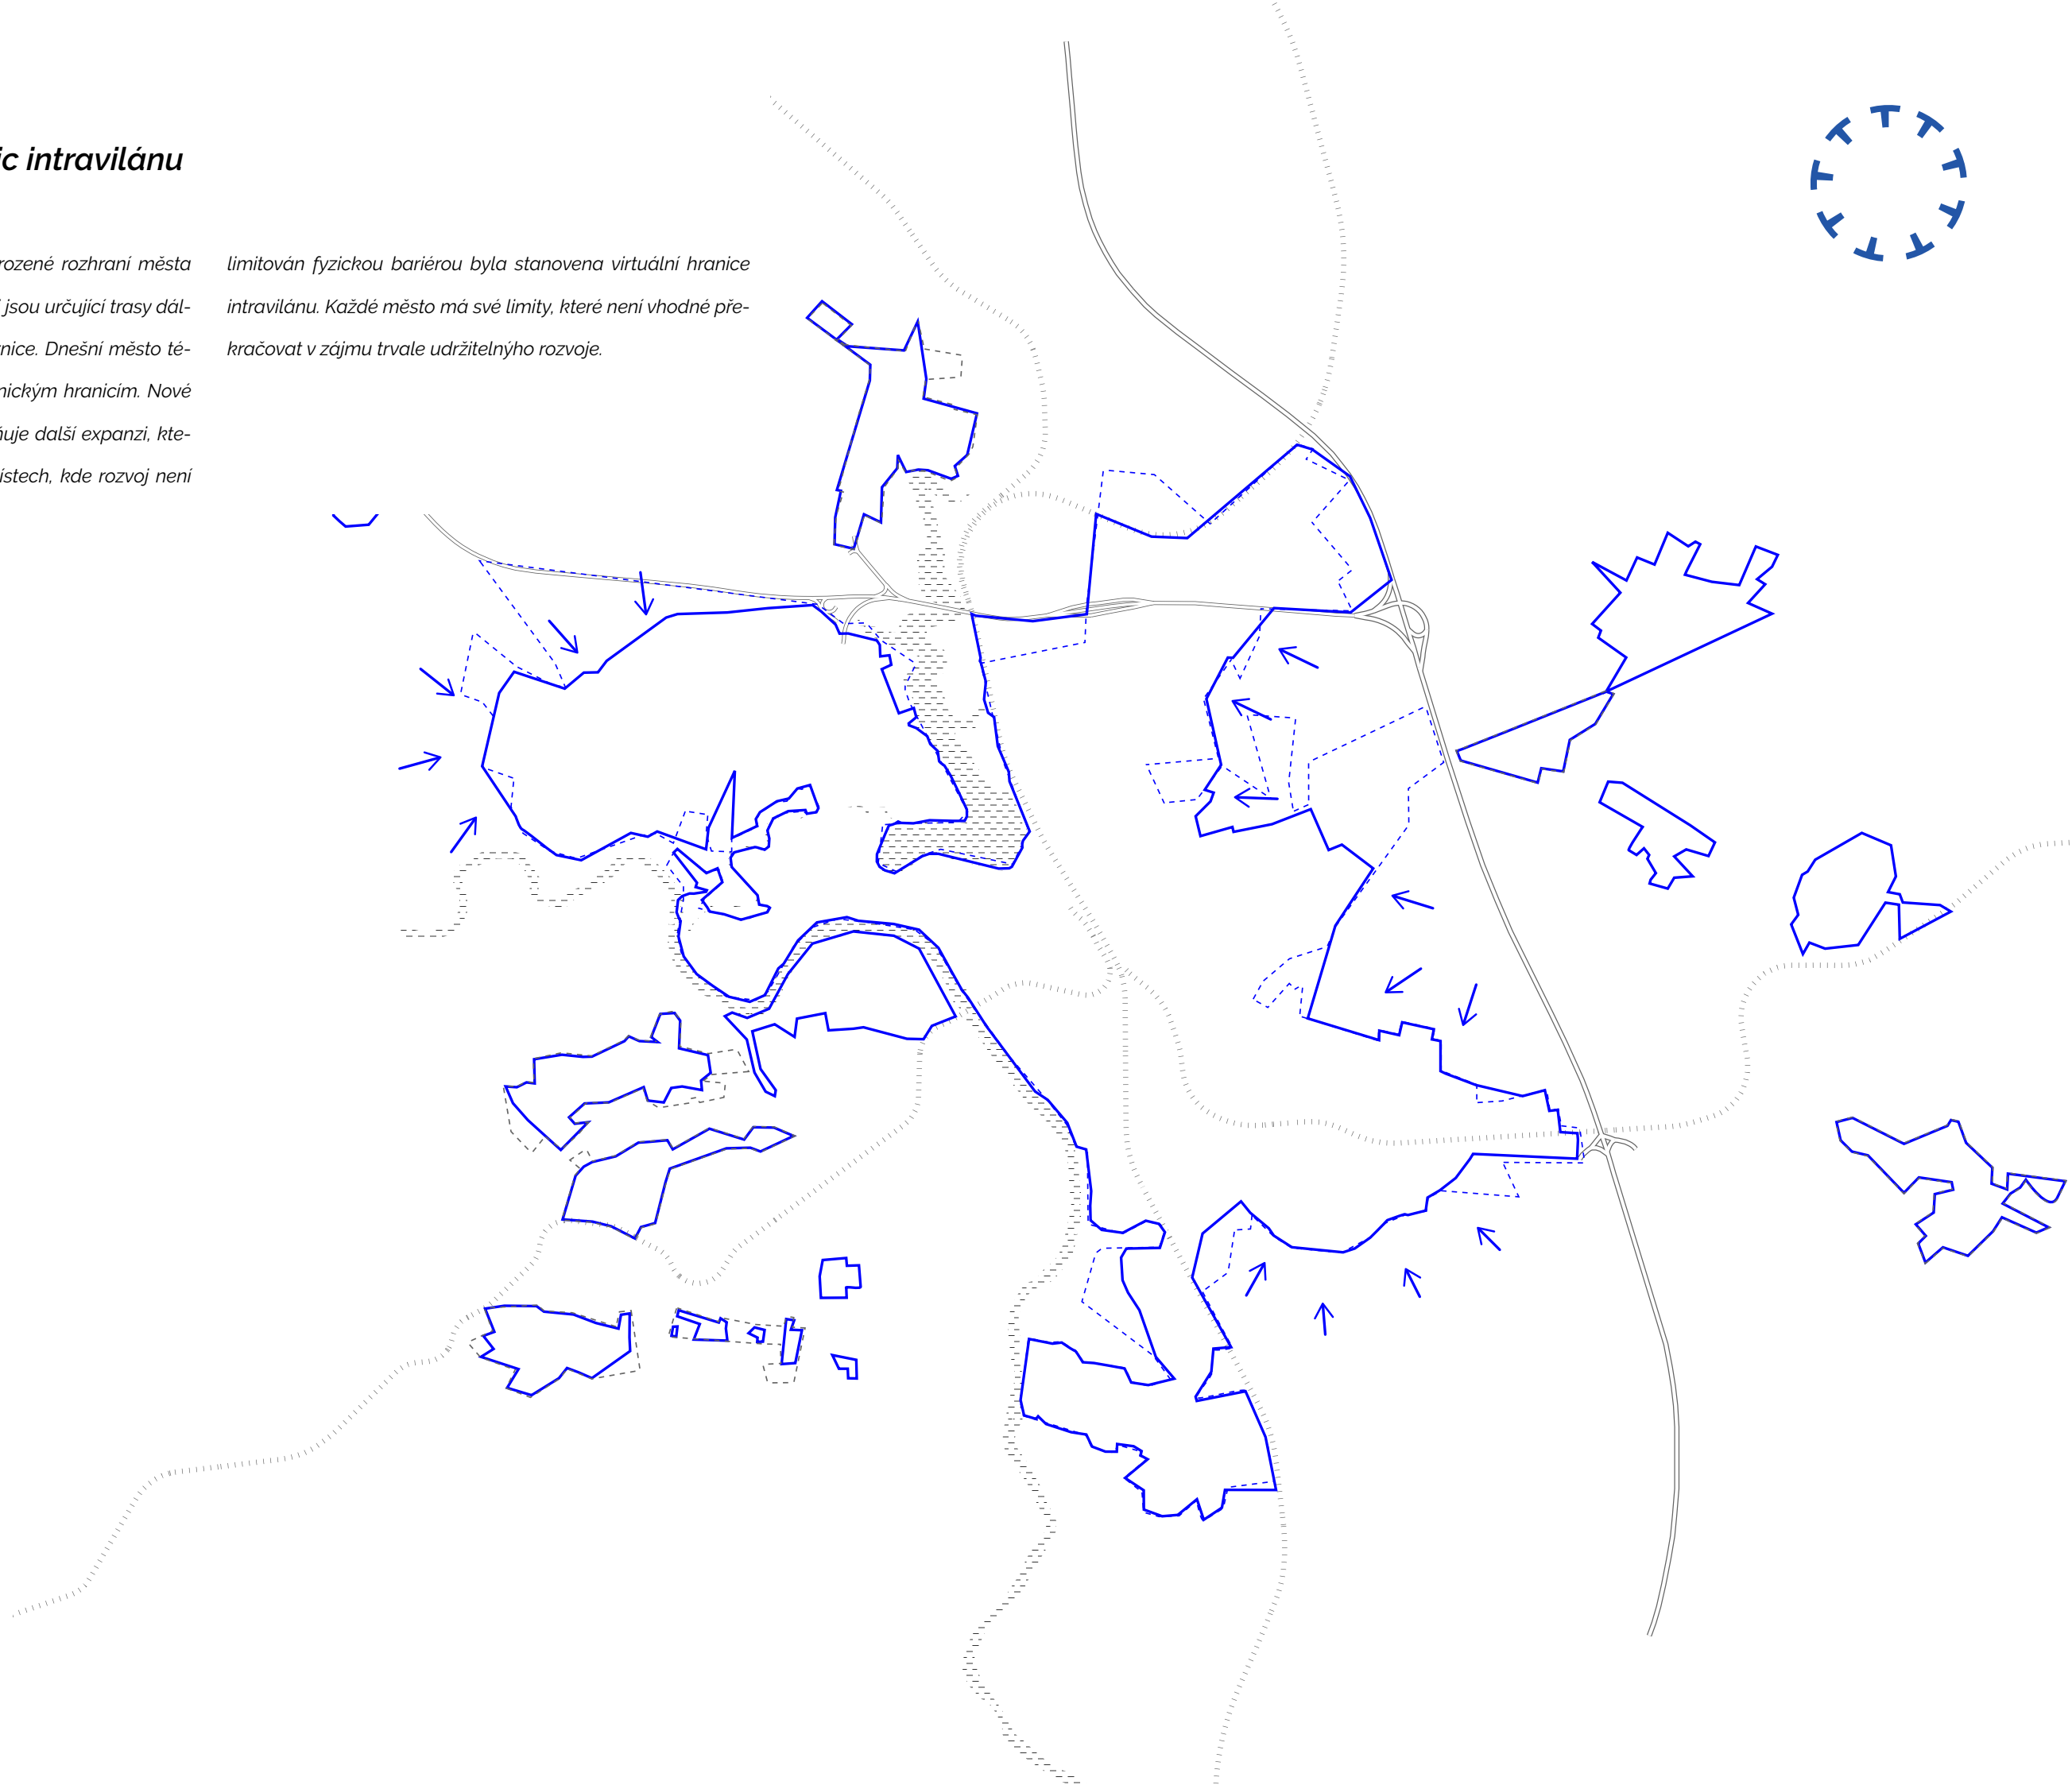 ic intravilánu
rozené rozhraní města
jsou určující trasy dál-
nice. Dnešní město té-
nickým hranicím. Nové
uje další expanzi, kte-
ístech, kde rozvoj není
limitován fyzickou bariérou byla stanovena virtuální hranice
intravilánu. Každé město má své limity, které není vhodné pře-
kračovat v zájmu trvale udržitelnýho rozvoje.